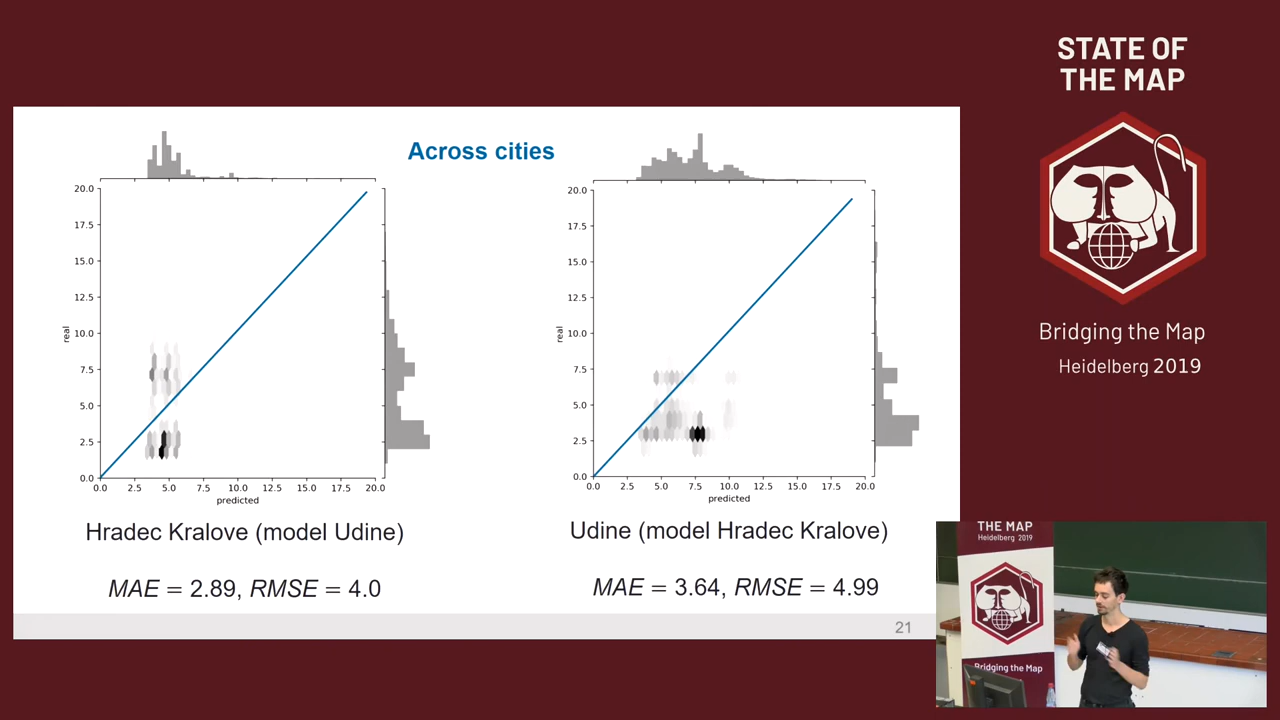 STATE OF
THE MAP
Bridging the Map
Heidelberg 2019
Across cities
20.0
17.5
15.0
12.5
10.0
7.5
5.0
2.5
0.0
real
0.0 2.5 5.0 7.5 10.0 12.5 15.0 17.5 20.0
predicted
20.0
17.5
15.0
12.5
10.0
7.5
5.0
2.5
0.0
real
0.0 2.5 5.0 7.5 10.0 12.5 15.0 17.5 20.0
predicted
Hradec Kralove (model Udine)
Udine (model Hradec Kralove)
MAE = 2.89, RMSE = 4.0
MAE = 3.64, RMSE = 4.99
21
THE MAP
Heidelberg 2019
Bridging the Map